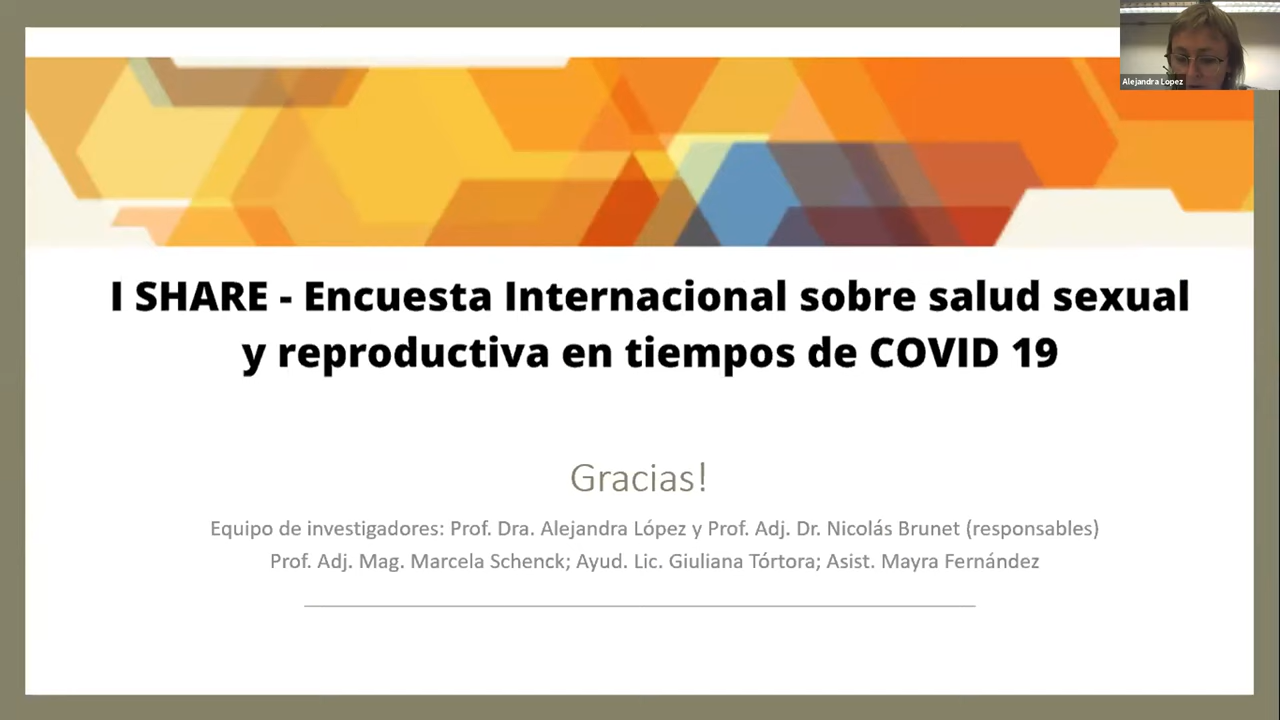 Alejandra Lopez
I SHARE - Encuesta Internacional sobre salud sexual
y reproductiva en tiempos de COVID 19
Gracias!
Equipo de investigadores: Prof. Dra. Alejandra López y Prof. Adj. Dr. Nicolás Brunet (responsables)
Prof. Adj. Mag. Marcela Schenck; Ayud. Lic. Giuliana Tórtora; Asist. Mayra Fernández